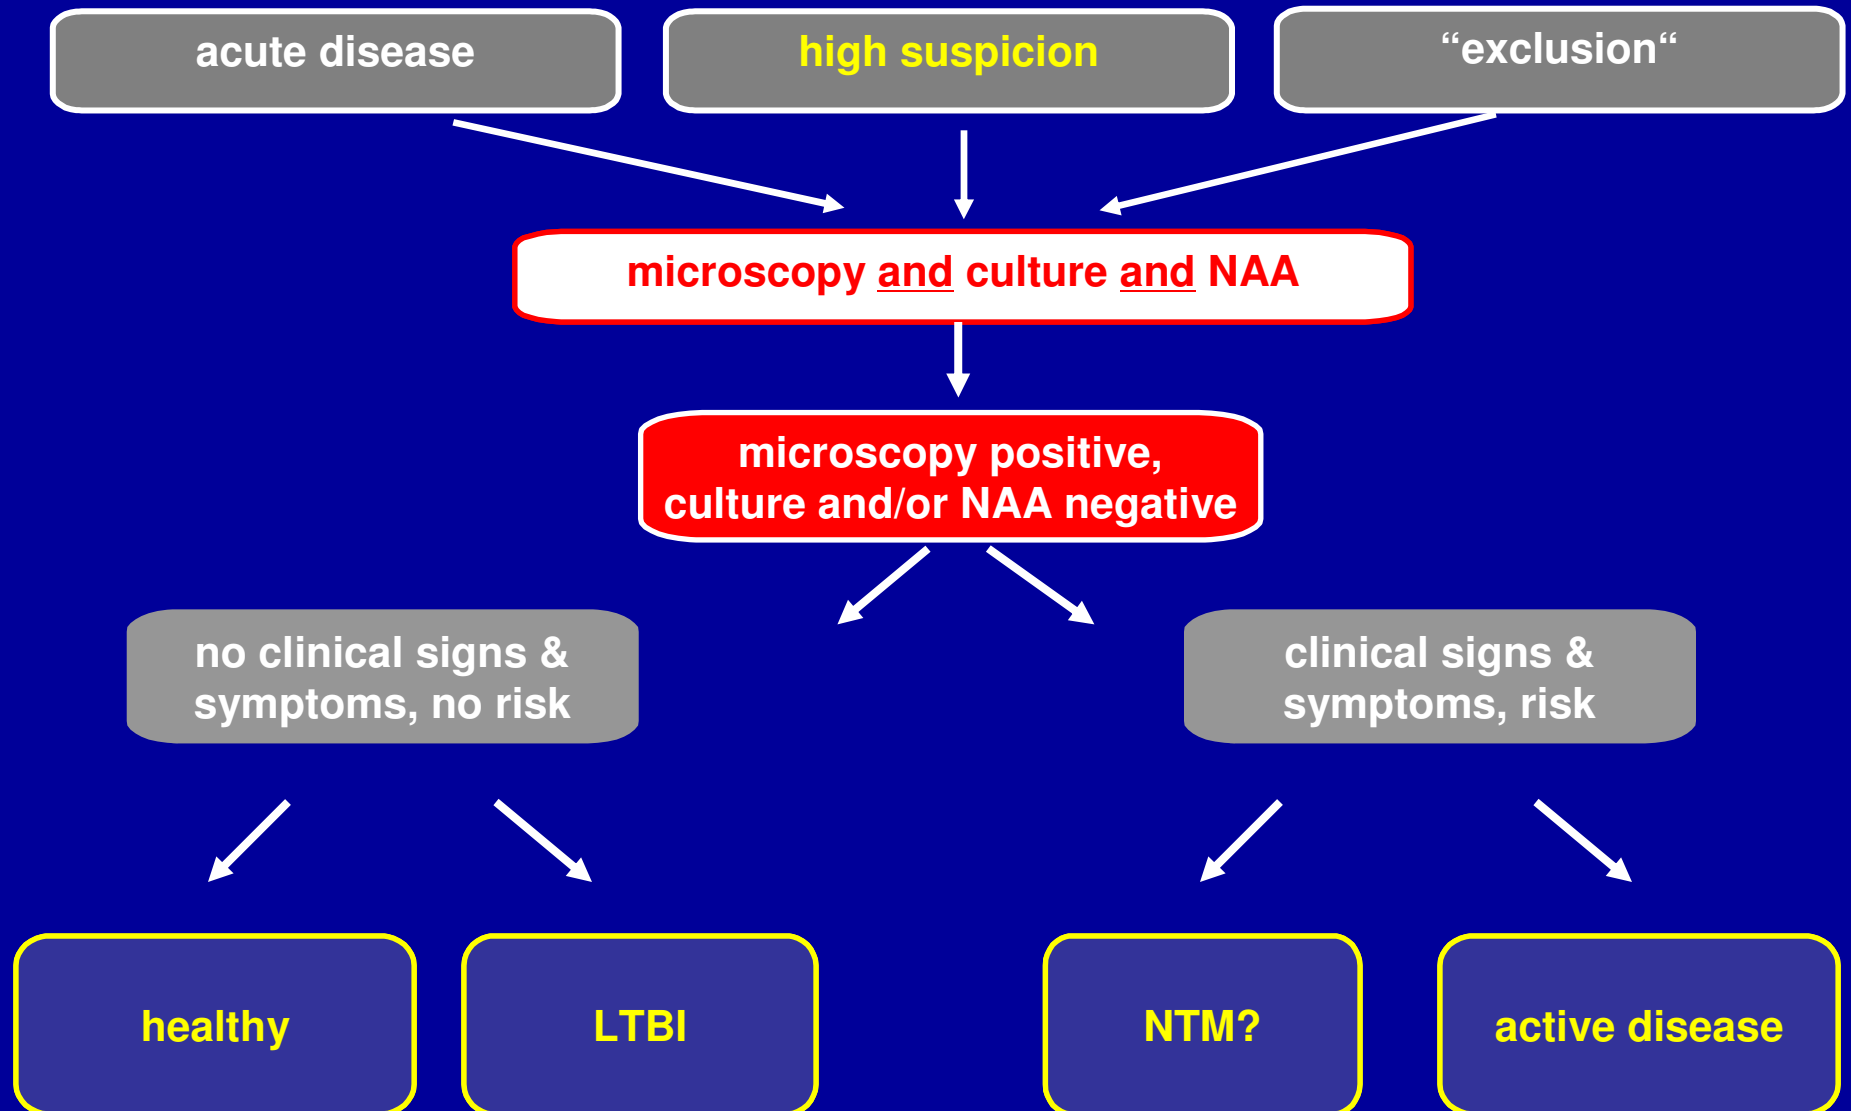 acute disease
high suspicion
“exclusion“
microscopy and culture and NAA
microscopy positive,
culture and/or NAA negative
no clinical signs &
symptoms, no risk
clinical signs &
symptoms, risk
healthy
LTBI
NTM?
active disease